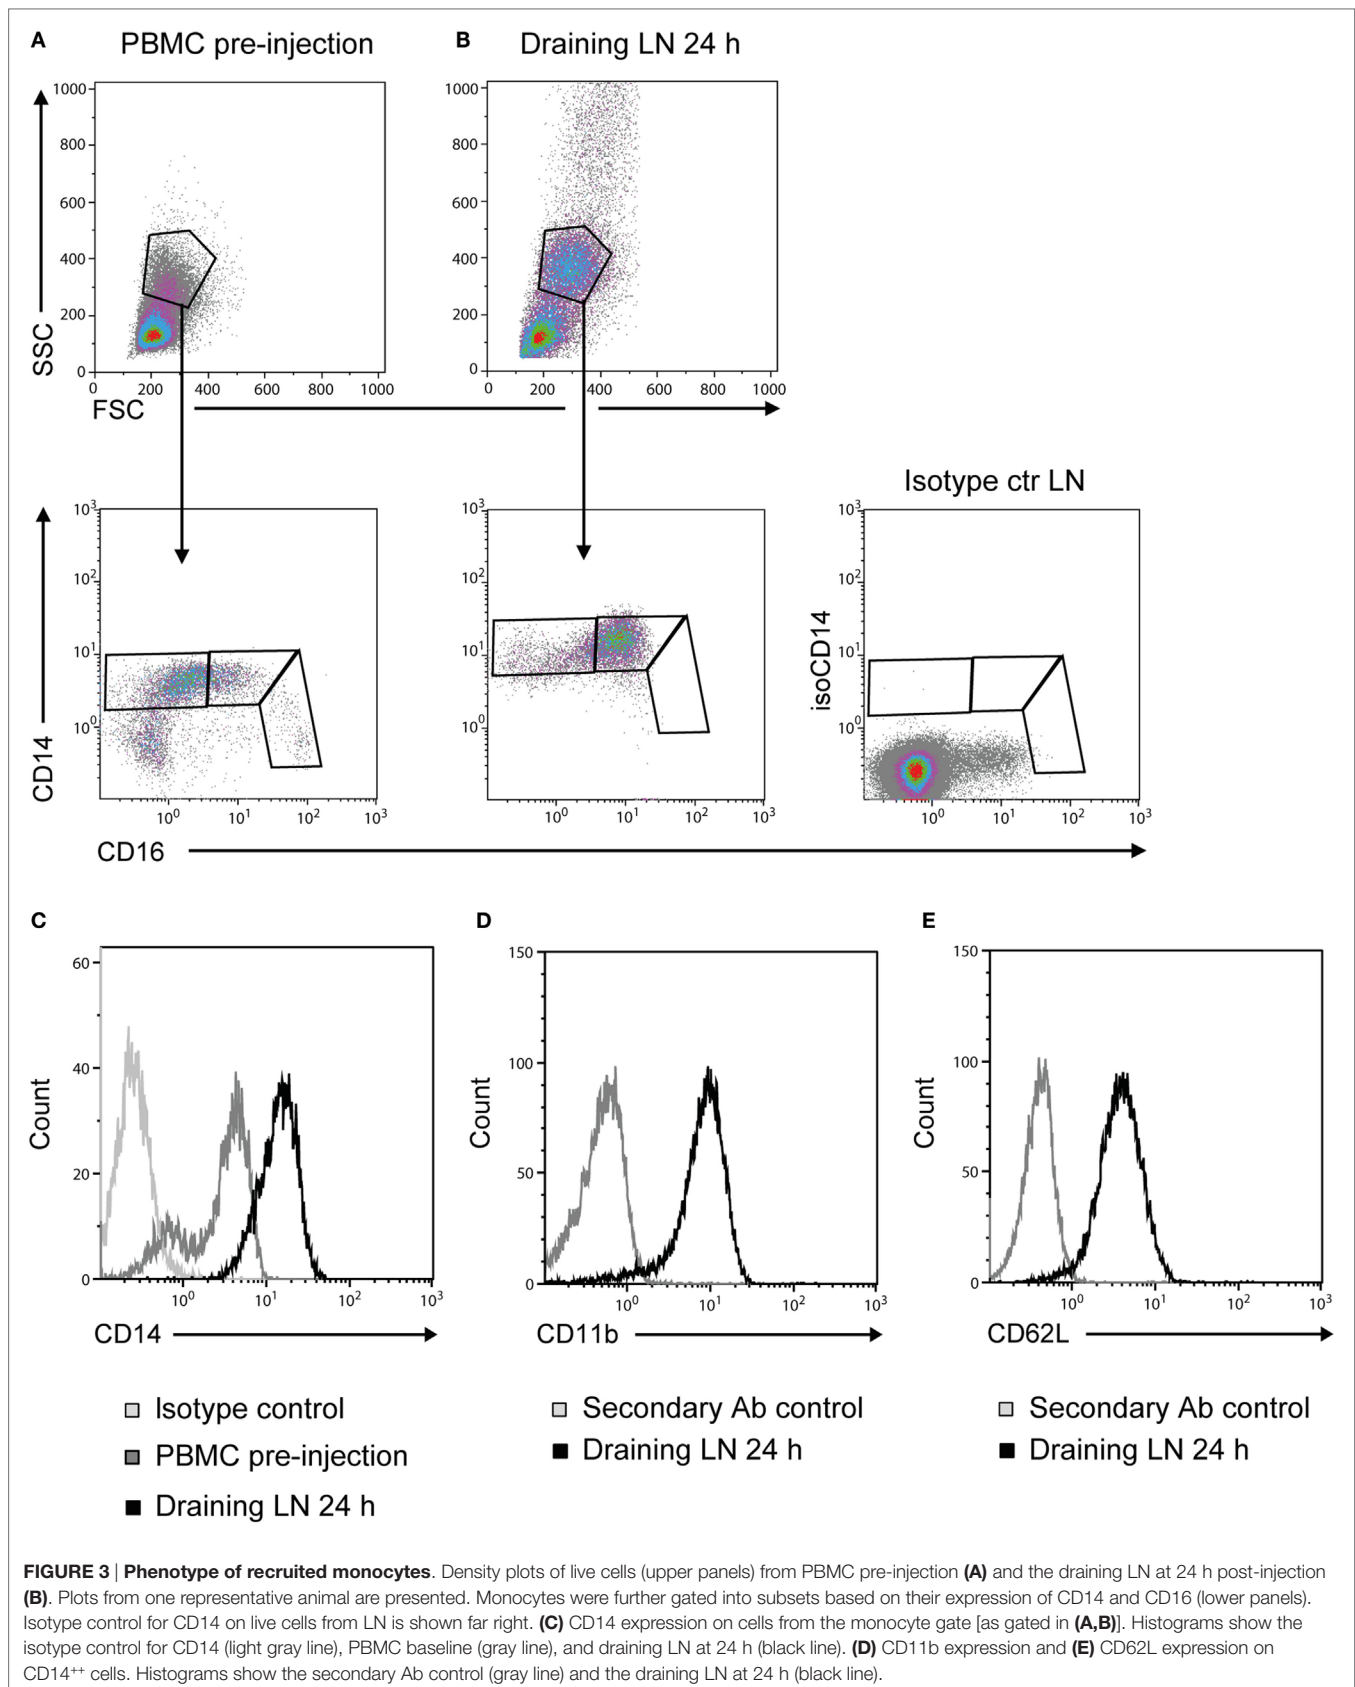 A
PBMC pre-injection
B
Draining LN 24 h
1000
800
600
400
200
0
SSC
0 200 400 600 800 1000
FSC
1000
800
600
400
200
0
0 200 400 600 800 1000
Isotype ctr LN
10³
10²
10¹
10⁰
CD14
10⁰ 10¹ 10² 10³
10³
10²
10¹
10⁰
10⁰ 10¹ 10² 10³
10³
10²
10¹
10⁰
isoCD14
10⁰ 10¹ 10² 10³
CD16
C
60
40
20
0
Count
10⁰ 10¹ 10² 10³
CD14
Isotype control
PBMC pre-injection
Draining LN 24 h
D
150
100
50
0
Count
10⁰ 10¹ 10² 10³
CD11b
Secondary Ab control
Draining LN 24 h
E
150
100
50
0
Count
10⁰ 10¹ 10² 10³
CD62L
Secondary Ab control
Draining LN 24 h
FIGURE 3 | Phenotype of recruited monocytes. Density plots of live cells (upper panels) from PBMC pre-injection (A) and the draining LN at 24 h post-injection
(B). Plots from one representative animal are presented. Monocytes were further gated into subsets based on their expression of CD14 and CD16 (lower panels).
Isotype control for CD14 on live cells from LN is shown far right. (C) CD14 expression on cells from the monocyte gate [as gated in (A,B)]. Histograms show the
isotype control for CD14 (light gray line), PBMC baseline (gray line), and draining LN at 24 h (black line). (D) CD11b expression and (E) CD62L expression on
CD14⁺⁺ cells. Histograms show the secondary Ab control (gray line) and the draining LN at 24 h (black line).